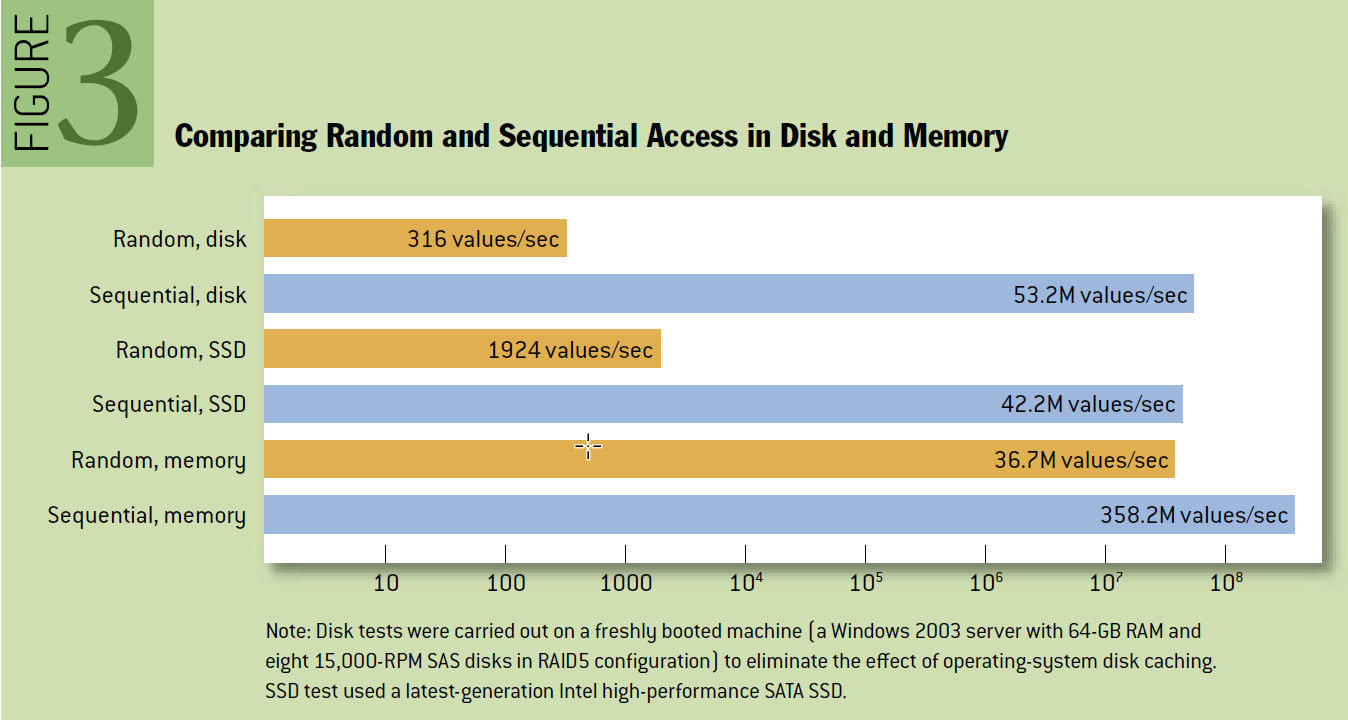 FIGURE 3
Comparing Random and Sequential Access in Disk and Memory
Random, disk 316 values/sec
Sequential, disk 53.2M values/sec
Random, SSD 1924 values/sec
Sequential, SSD 42.2M values/sec
Random, memory 36.7M values/sec
Sequential, memory 358.2M values/sec
10 100 1000 10⁴ 10⁵ 10⁶ 10⁷ 10⁸
Note: Disk tests were carried out on a freshly booted machine (a Windows 2003 server with 64-GB RAM and
eight 15,000-RPM SAS disks in RAID5 configuration) to eliminate the effect of operating-system disk caching.
SSD test used a latest-generation Intel high-performance SATA SSD.